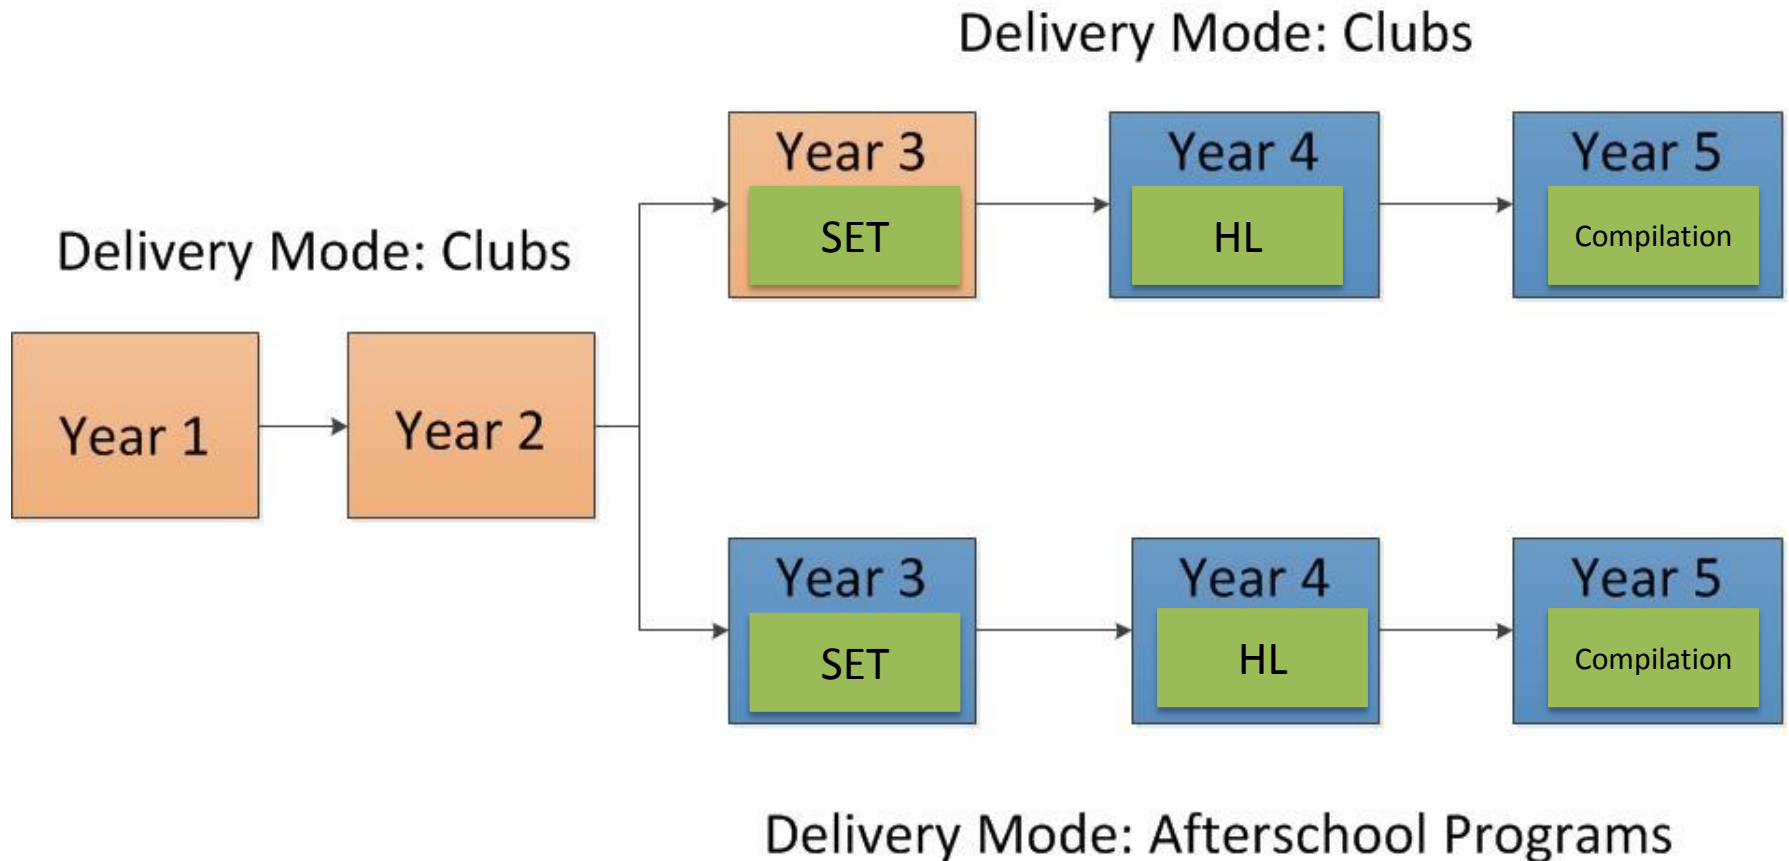 Delivery Mode: Clubs
Year 3
SET
Year 4
HL
Year 5
Compilation
Delivery Mode: Clubs
Year 1
Year 2
Year 3
SET
Year 4
HL
Year 5
Compilation
Delivery Mode: Afterschool Programs